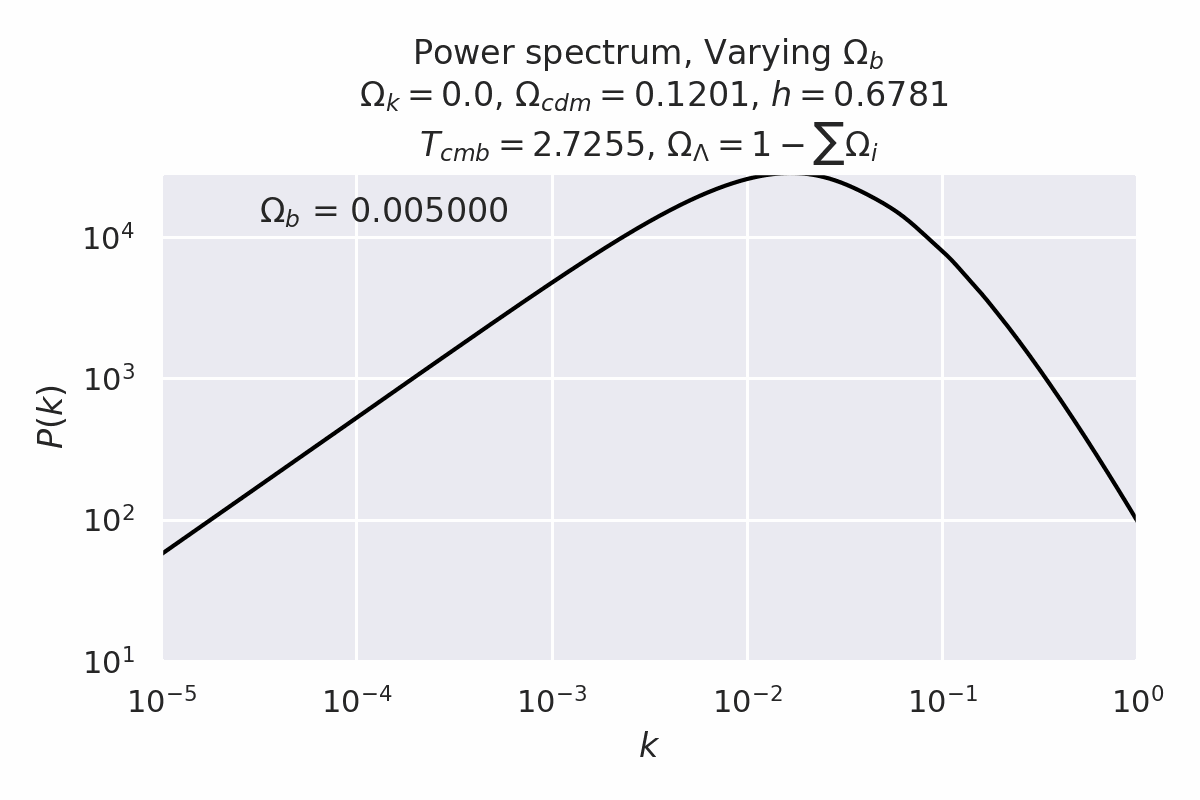 Power spectrum, Varying Ω_b
Ω_k = 0.0, Ω_cdm = 0.1201, h = 0.6781
T_cmb = 2.7255, Ω_Λ = 1 − ∑Ω_i
Ω_b = 0.005000
10^4
10^3
10^2
10^1
P(k)
10^−5
10^−4
10^−3
10^−2
10^−1
10^0
k